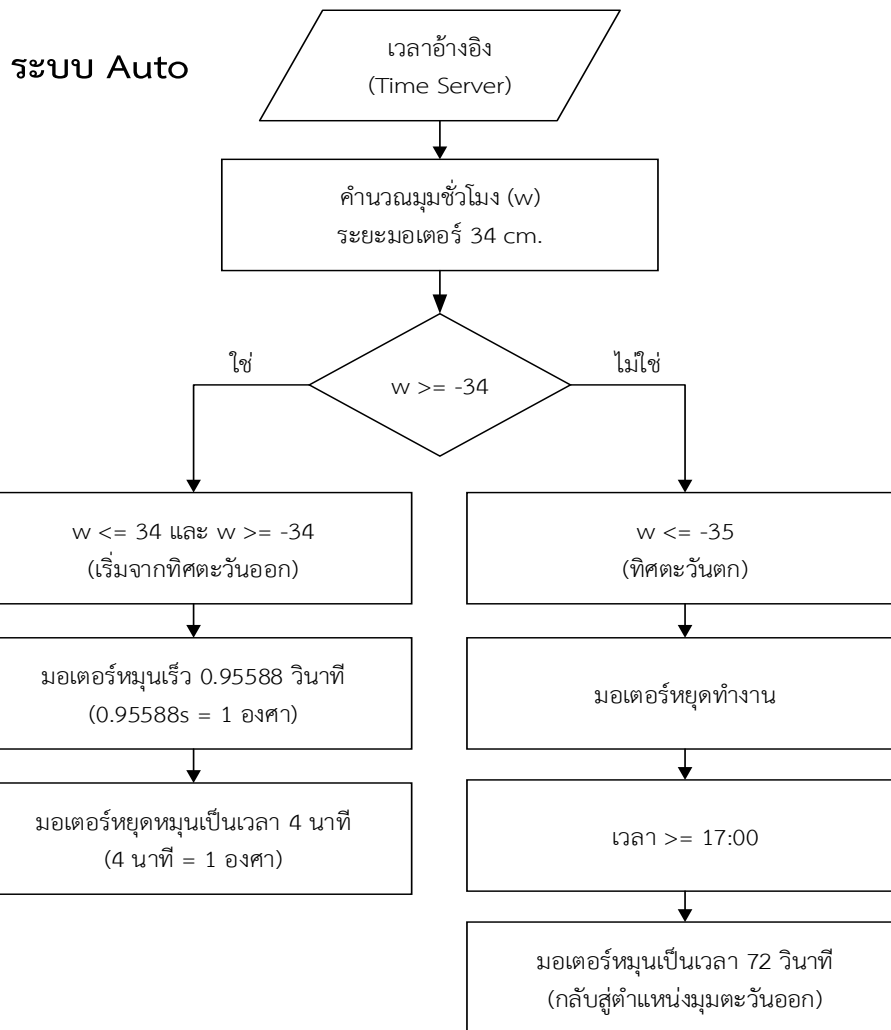 ระบบ Auto
เวลาอ้างอิง
(Time Server)
คำนวณมุมชั่วโมง (w)
ระยะมอเตอร์ 34 cm.
ใช่
ไม่ใช่
w >= -34
w <= 34 และ w >= -34
(เริ่มจากทิศตะวันออก)
w <= -35
(ทิศตะวันตก)
มอเตอร์หมุนเร็ว 0.95588 วินาที
(0.95588s = 1 องศา)
มอเตอร์หยุดทำงาน
มอเตอร์หยุดหมุนเป็นเวลา 4 นาที
(4 นาที = 1 องศา)
เวลา >= 17:00
มอเตอร์หมุนเป็นเวลา 72 วินาที
(กลับสู่ตำแหน่งมุมตะวันออก)